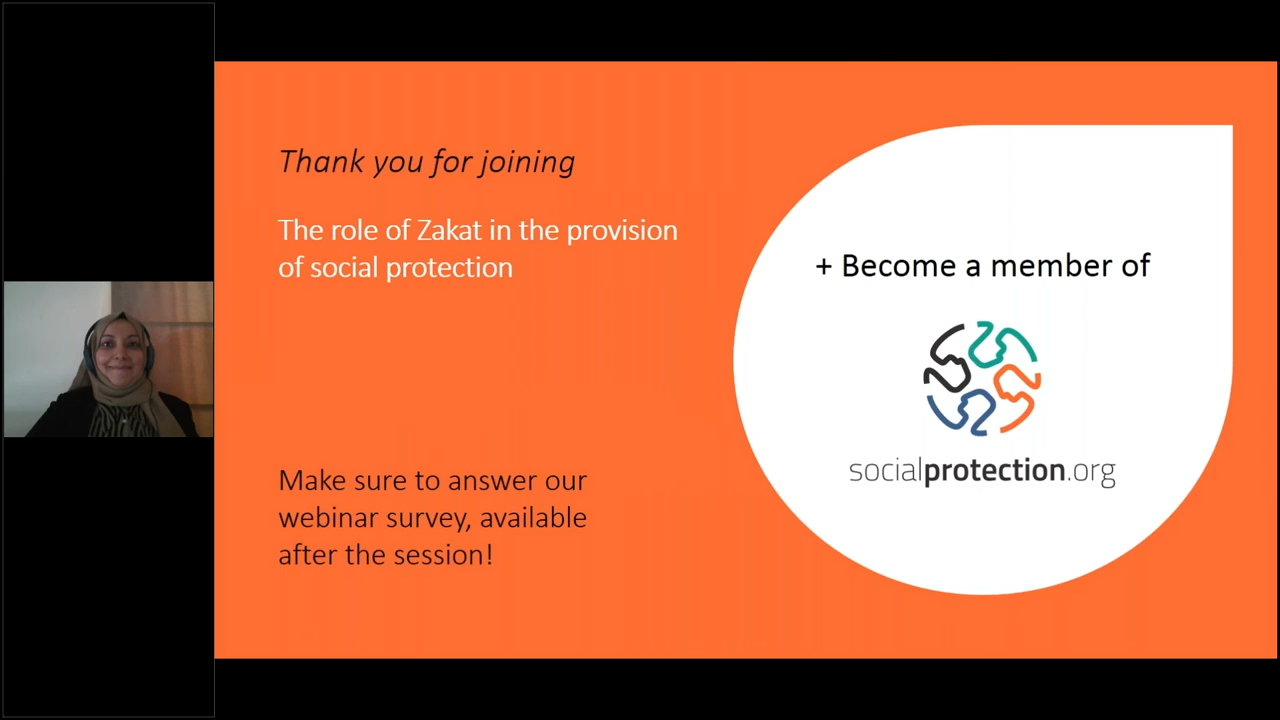 Thank you for joining
The role of Zakat in the provision
of social protection
Make sure to answer our
webinar survey, available
after the session!
+ Become a member of
socialprotection.org